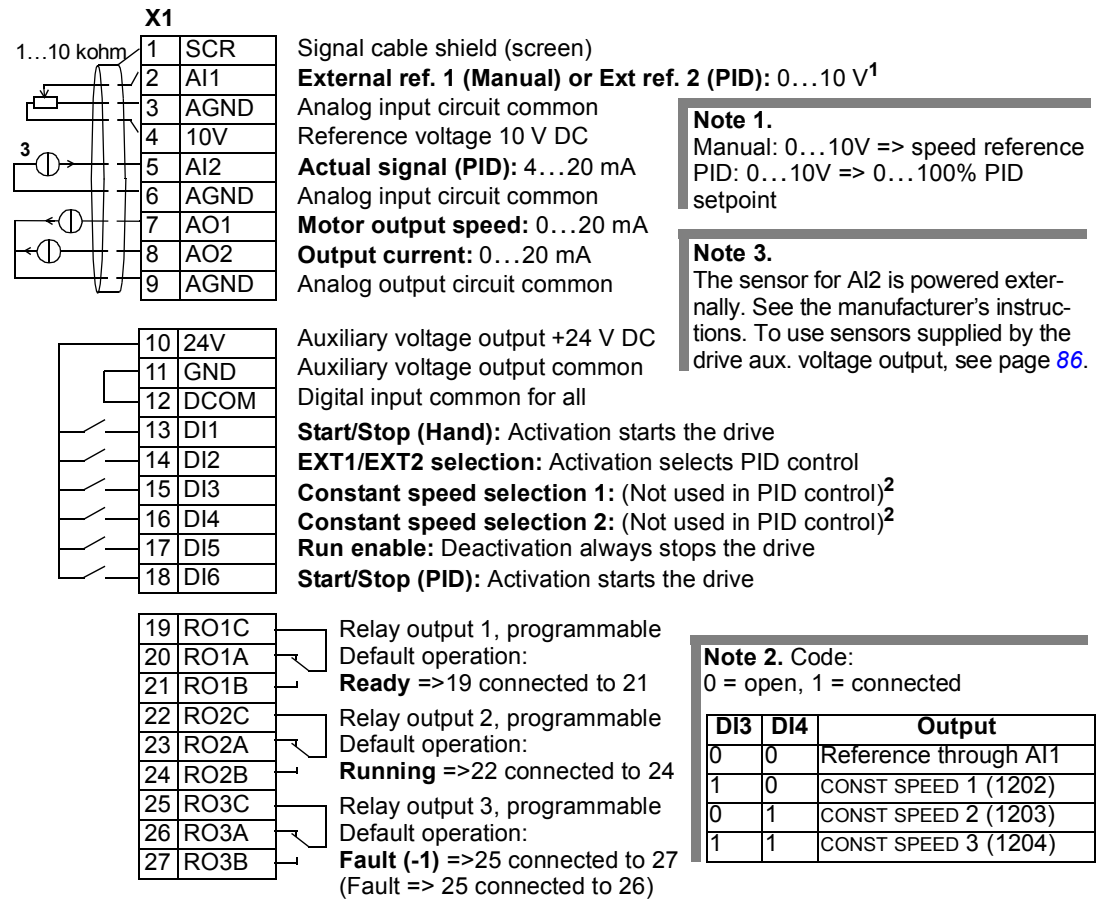 X1
1…10 kohm
1 SCR Signal cable shield (screen)
2 AI1 External ref. 1 (Manual) or Ext ref. 2 (PID): 0…10 V1
3 AGND Analog input circuit common
4 10V Reference voltage 10 V DC
3
5 AI2 Actual signal (PID): 4…20 mA
6 AGND Analog input circuit common
7 AO1 Motor output speed: 0…20 mA
8 AO2 Output current: 0…20 mA
9 AGND Analog output circuit common
Note 1.
Manual: 0…10V => speed reference
PID: 0…10V => 0…100% PID
setpoint
Note 3.
The sensor for AI2 is powered exter-
nally. See the manufacturer's instruc-
tions. To use sensors supplied by the
drive aux. voltage output, see page 86.
10 24V Auxiliary voltage output +24 V DC
11 GND Auxiliary voltage output common
12 DCOM Digital input common for all
13 DI1 Start/Stop (Hand): Activation starts the drive
14 DI2 EXT1/EXT2 selection: Activation selects PID control
15 DI3 Constant speed selection 1: (Not used in PID control)2
16 DI4 Constant speed selection 2: (Not used in PID control)2
17 DI5 Run enable: Deactivation always stops the drive
18 DI6 Start/Stop (PID): Activation starts the drive
19 RO1C Relay output 1, programmable
20 RO1A Default operation:
21 RO1B Ready =>19 connected to 21
22 RO2C Relay output 2, programmable
23 RO2A Default operation:
24 RO2B Running =>22 connected to 24
25 RO3C Relay output 3, programmable
26 RO3A Default operation:
27 RO3B Fault (-1) =>25 connected to 27
(Fault => 25 connected to 26)
Note 2. Code:
0 = open, 1 = connected
DI3 DI4 Output
0 0 Reference through AI1
1 0 CONST SPEED 1 (1202)
0 1 CONST SPEED 2 (1203)
1 1 CONST SPEED 3 (1204)